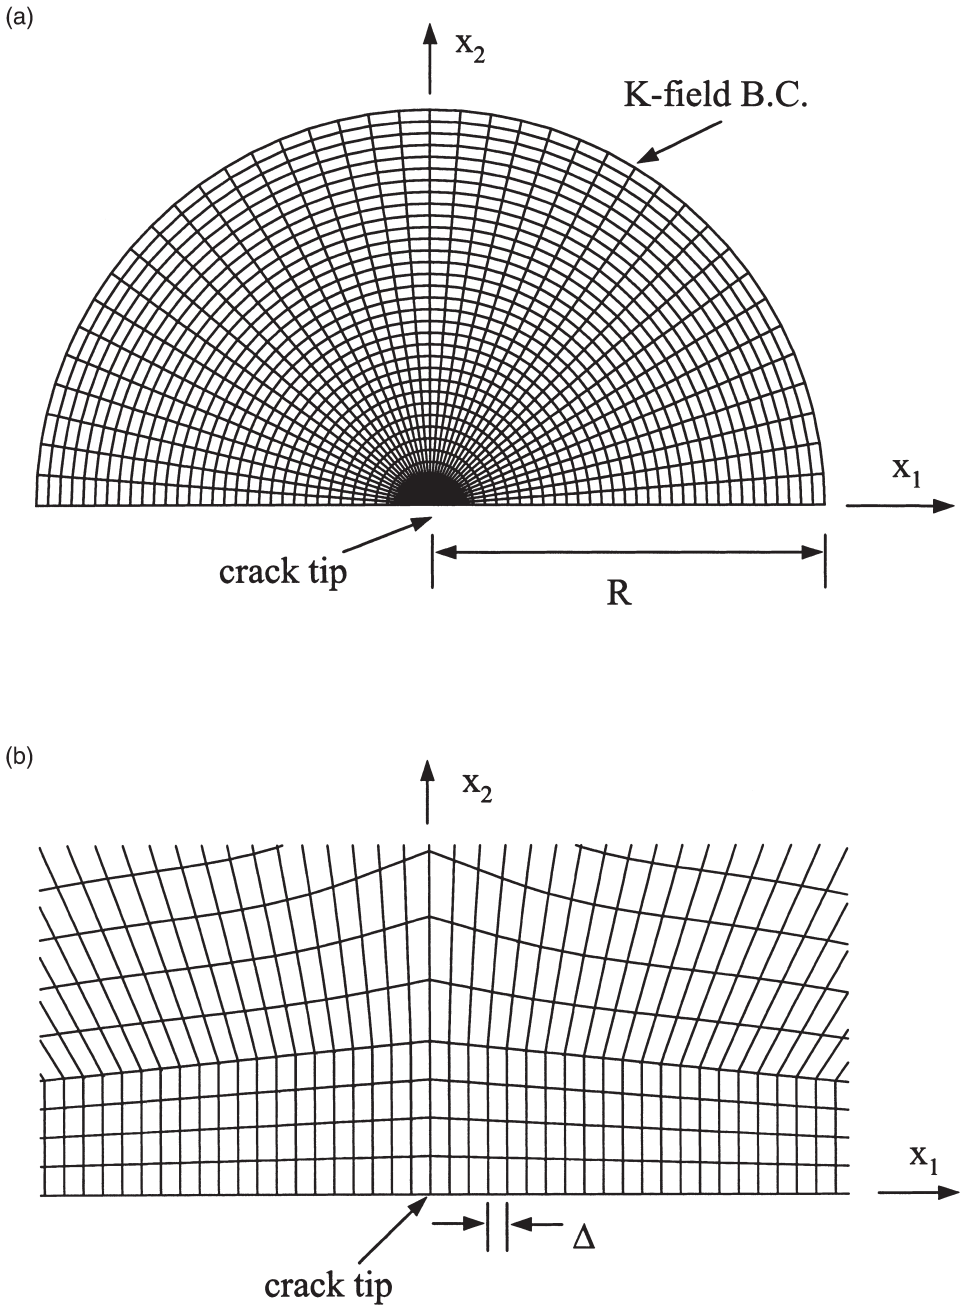 (a)
x₂
K-field B.C.
x₁
crack tip
R
(b)
x₂
x₁
Δ
crack tip